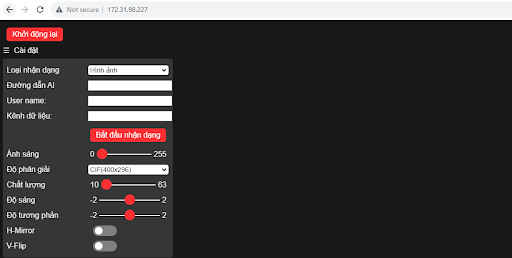 Not secure | 172.31.98.227
Khởi động lại
☰ Cài đặt
Loại nhận dạng Hình ảnh
Đường dẫn AI
User name:
Kênh dữ liệu:
Bắt đầu nhận dạng
Ánh sáng 0 255
Độ phân giải CIF(400x296)
Chất lượng 10 63
Độ sáng -2 2
Độ tương phản -2 2
H-Mirror
V-Flip